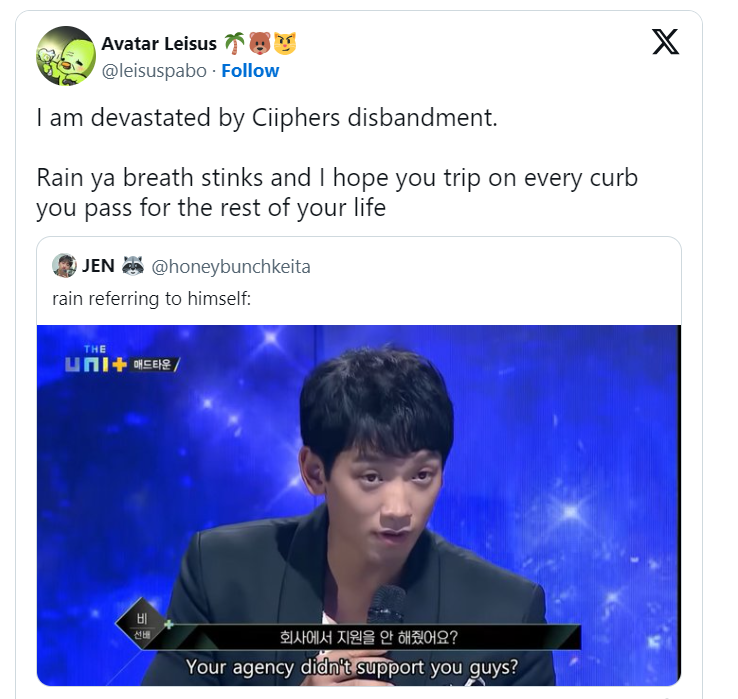 Avatar Leisus 🌴🐻😼
@leisuspabo · Follow
I am devastated by Ciiphers disbandment.
Rain ya breath stinks and I hope you trip on every curb
you pass for the rest of your life
JEN 🦝 @honeybunchkeita
rain referring to himself:
THE
UNI+ 매드타운
비
선배
회사에서 지원을 안 해줬어요?
Your agency didn't support you guys?